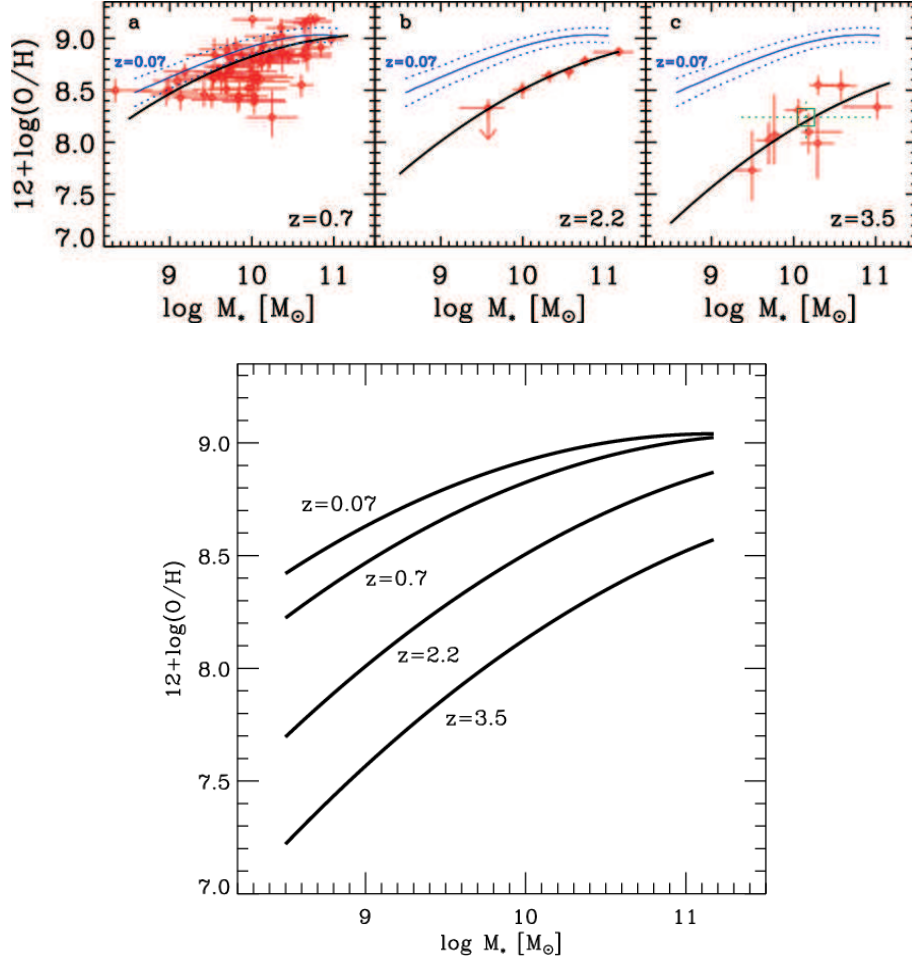 a
b
c
z=0.07
z=0.07
z=0.07
z=0.7
z=2.2
z=3.5
12+log(O/H)
9.0
8.5
8.0
7.5
7.0
9 10 11
9 10 11
9 10 11
log M* [M⊙]
log M* [M⊙]
log M* [M⊙]
12+log(O/H)
9.0
8.5
8.0
7.5
7.0
z=0.07
z=0.7
z=2.2
z=3.5
9 10 11
log M* [M⊙]